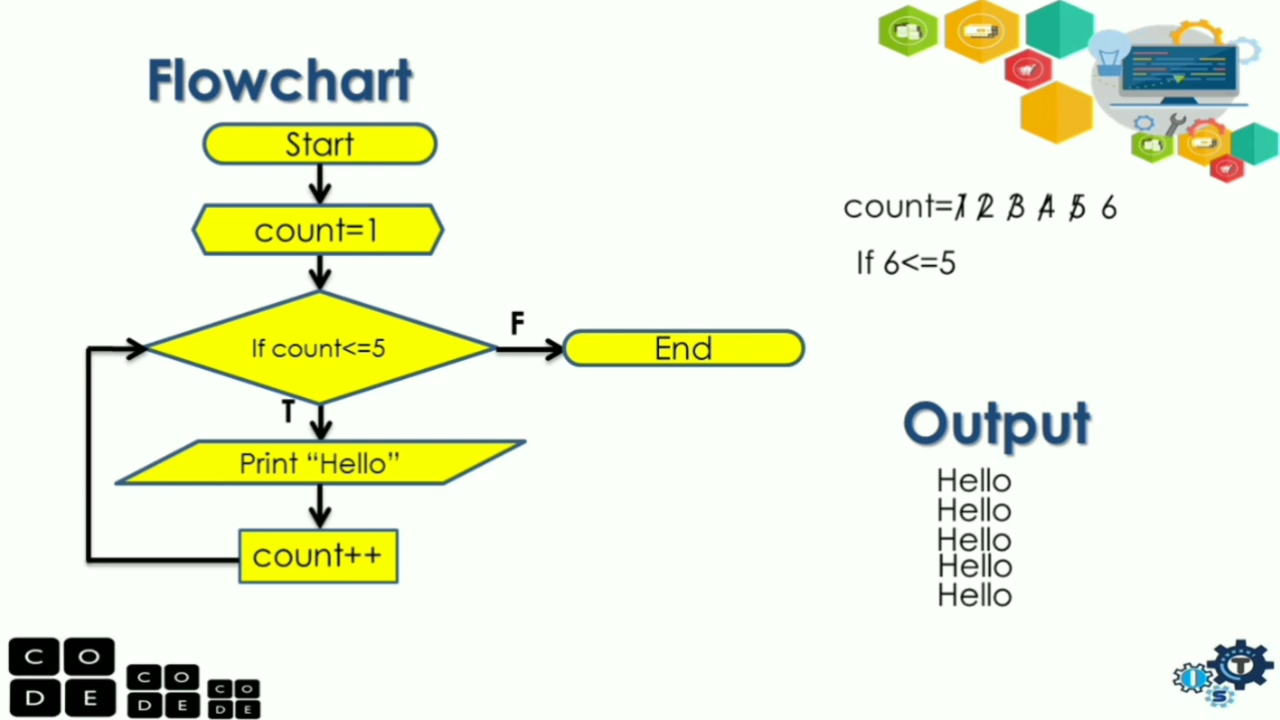 Flowchart
Start
count=1
If count<=5
F
End
T
Print “Hello”
count++
count=1 2 3 4 5 6
If 6<=5
Output
Hello
Hello
Hello
Hello
Hello
C O
D E
C O
D E
C O
D E
I T
S